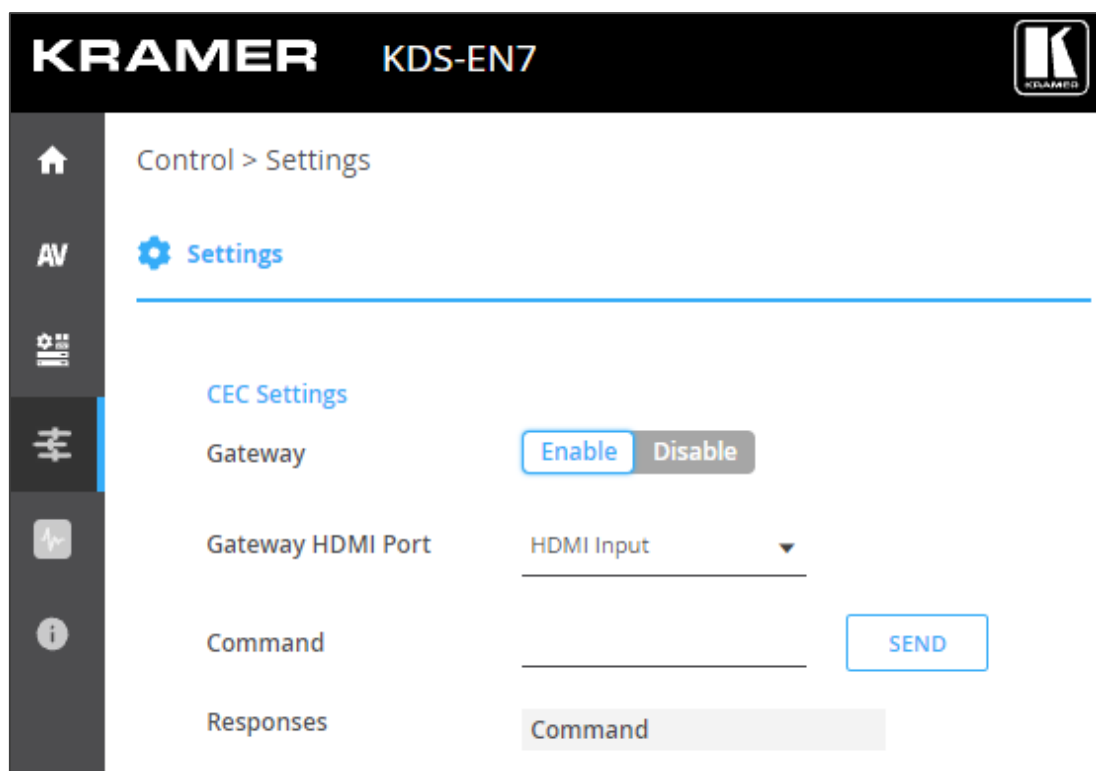 KRAMER KDS-EN7
KRAMER
Control > Settings
AV
Settings
CEC Settings
Gateway Enable Disable
Gateway HDMI Port HDMI Input
Command SEND
Responses Command